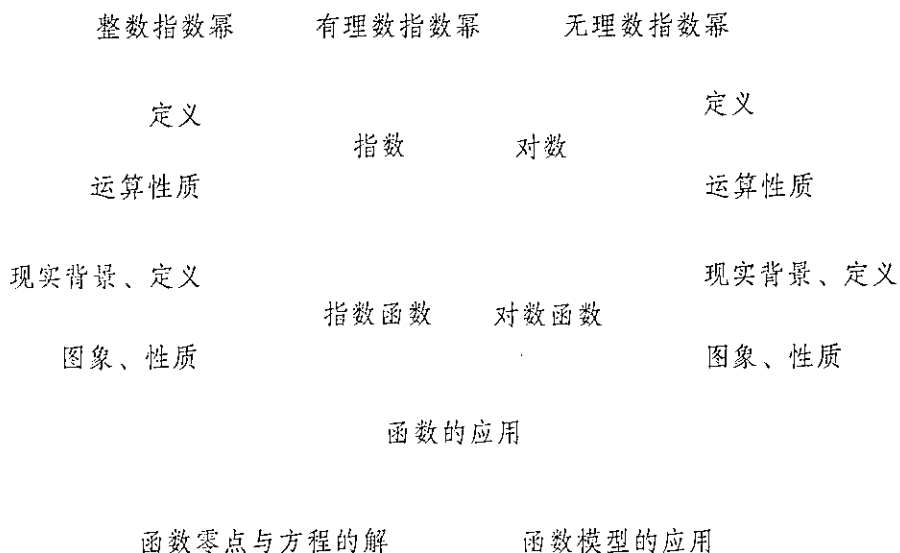 整数指数幂 有理数指数幂 无理数指数幂
定义 定义
指数 对数
运算性质 运算性质
现实背景、定义 现实背景、定义
指数函数 对数函数
图象、性质 图象、性质
函数的应用
函数零点与方程的解 函数模型的应用